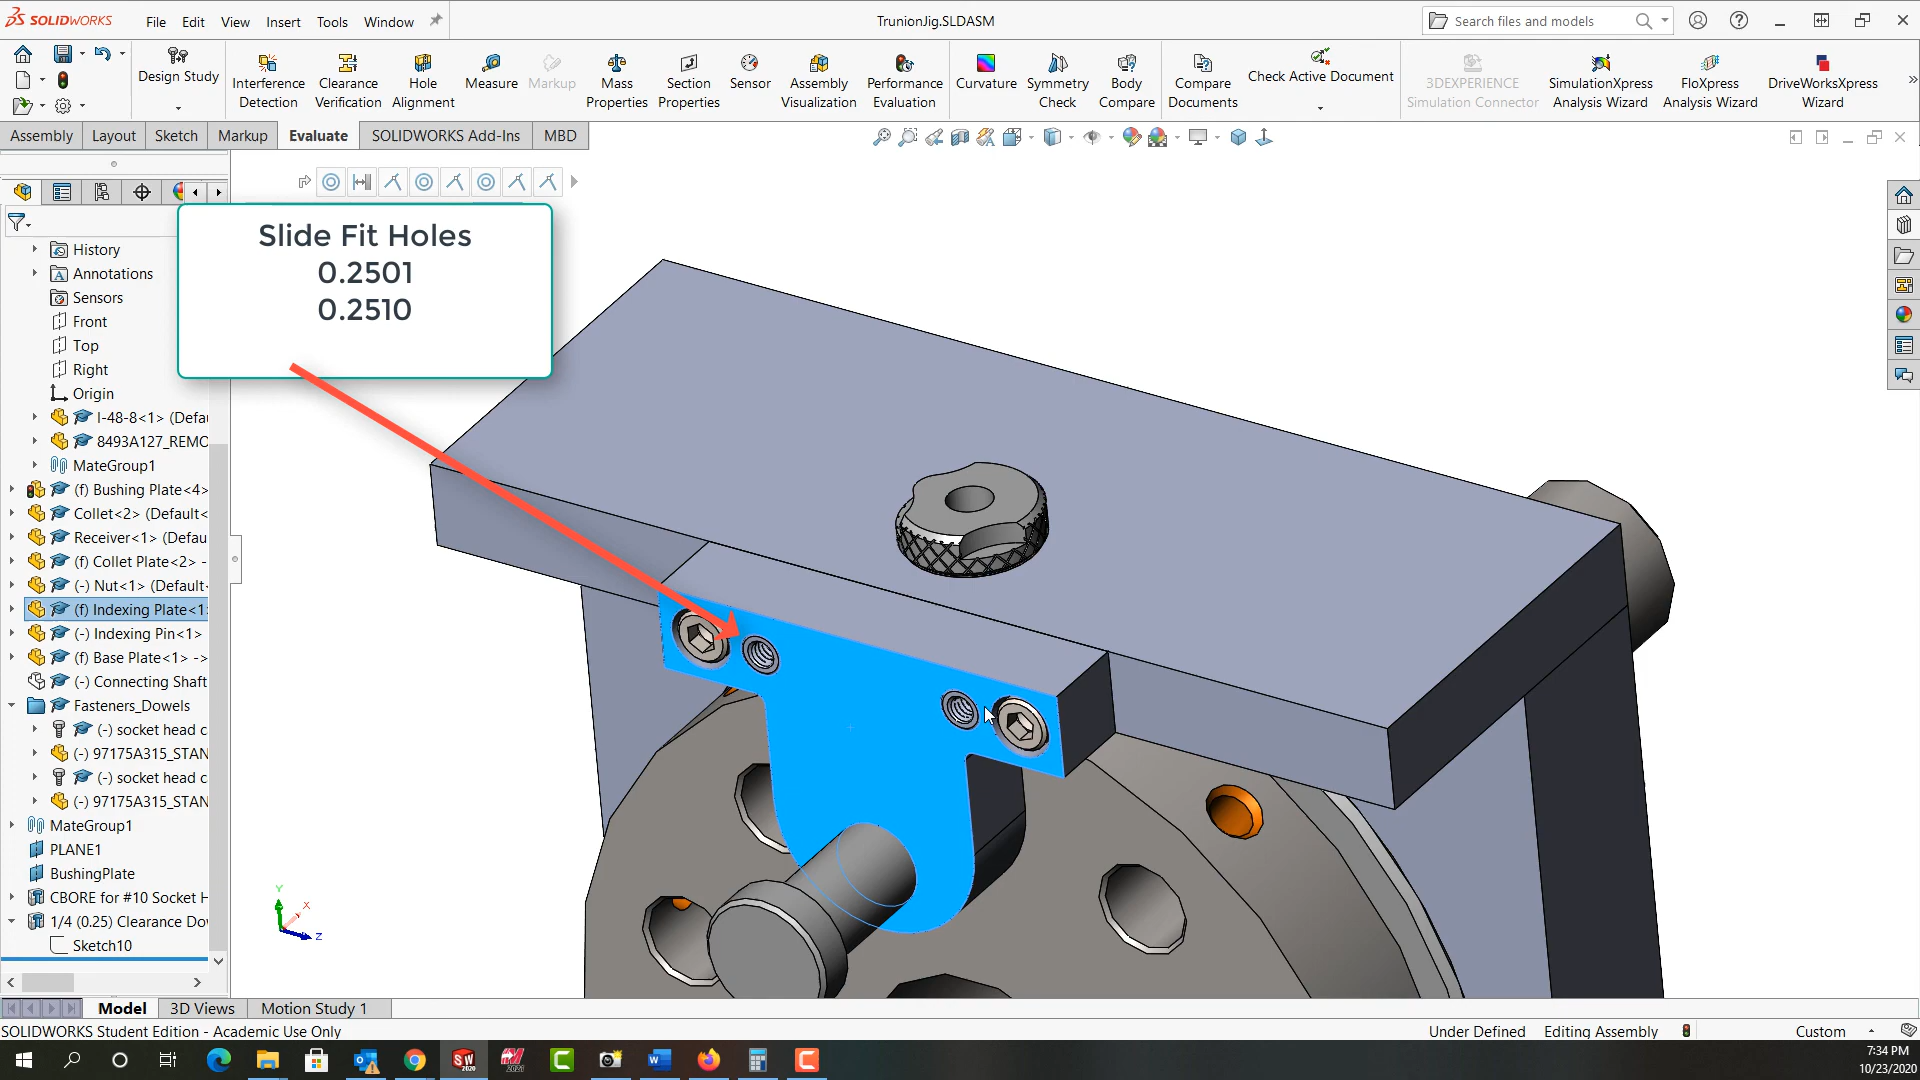 SOLIDWORKS
File Edit View Insert Tools Window
TrunionJig.SLDASM
Search files and models
Design Study
Interference Detection
Clearance Verification
Hole Alignment
Measure
Markup
Mass Properties
Section Properties
Sensor
Assembly Visualization
Performance Evaluation
Curvature
Symmetry Check
Body Compare
Compare Documents
Check Active Document
3DEXPERIENCE Simulation Connector
SimulationXpress Analysis Wizard
FloXpress Analysis Wizard
DriveWorksXpress Wizard
Assembly Layout Sketch Markup Evaluate SOLIDWORKS Add-Ins MBD
Slide Fit Holes
0.2501
0.2510
History
Annotations
Sensors
Front
Top
Right
Origin
I-48-8<1> (Defau
8493A127_REMO
MateGroup1
(f) Bushing Plate<4>
Collet<2> (Default<
Receiver<1> (Defau
(f) Collet Plate<2> -
(-) Nut<1> (Default<
(f) Indexing Plate<1>
(-) Indexing Pin<1>
(f) Base Plate<1> ->
(-) Connecting Shaft
Fasteners_Dowels
(-) socket head c
(-) 97175A315_STAN
(-) socket head c
(-) 97175A315_STAN
MateGroup1
PLANE1
BushingPlate
CBORE for #10 Socket H
1/4 (0.25) Clearance Dow
Sketch10
Y
X
Z
Model 3D Views Motion Study 1
SOLIDWORKS Student Edition - Academic Use Only
Under Defined Editing Assembly Custom
7:34 PM
10/23/2020